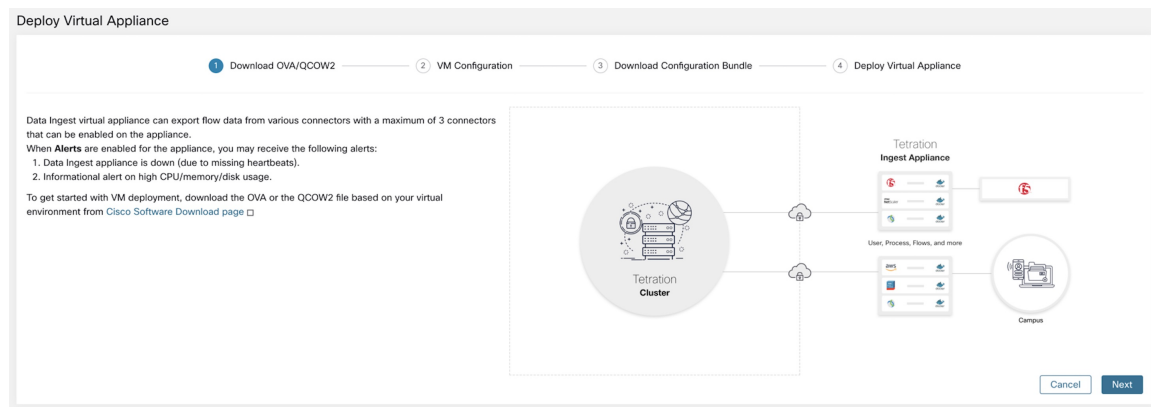 Deploy Virtual Appliance
1 Download OVA/QCOW2
2 VM Configuration
3 Download Configuration Bundle
4 Deploy Virtual Appliance
Data Ingest virtual appliance can export flow data from various connectors with a maximum of 3 connectors
that can be enabled on the appliance.
When Alerts are enabled for the appliance, you may receive the following alerts:
1. Data Ingest appliance is down (due to missing heartbeats).
2. Informational alert on high CPU/memory/disk usage.
To get started with VM deployment, download the OVA or the QCOW2 file based on your virtual
environment from Cisco Software Download page
Tetration
Cluster
Tetration
Ingest Appliance
User, Process, Flows, and more
aws
Campus
Cancel
Next